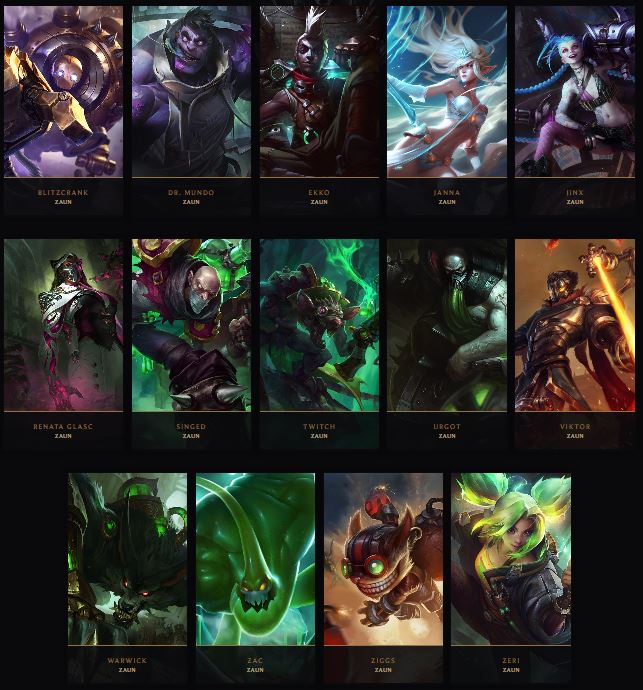 BLITZCRANK
ZAUN
DR. MUNDO
ZAUN
EKKO
ZAUN
JANNA
ZAUN
JINX
ZAUN
RENATA GLASC
ZAUN
SINGED
ZAUN
TWITCH
ZAUN
URGOT
ZAUN
VIKTOR
ZAUN
WARWICK
ZAUN
ZAC
ZAUN
ZIGGS
ZAUN
ZERI
ZAUN